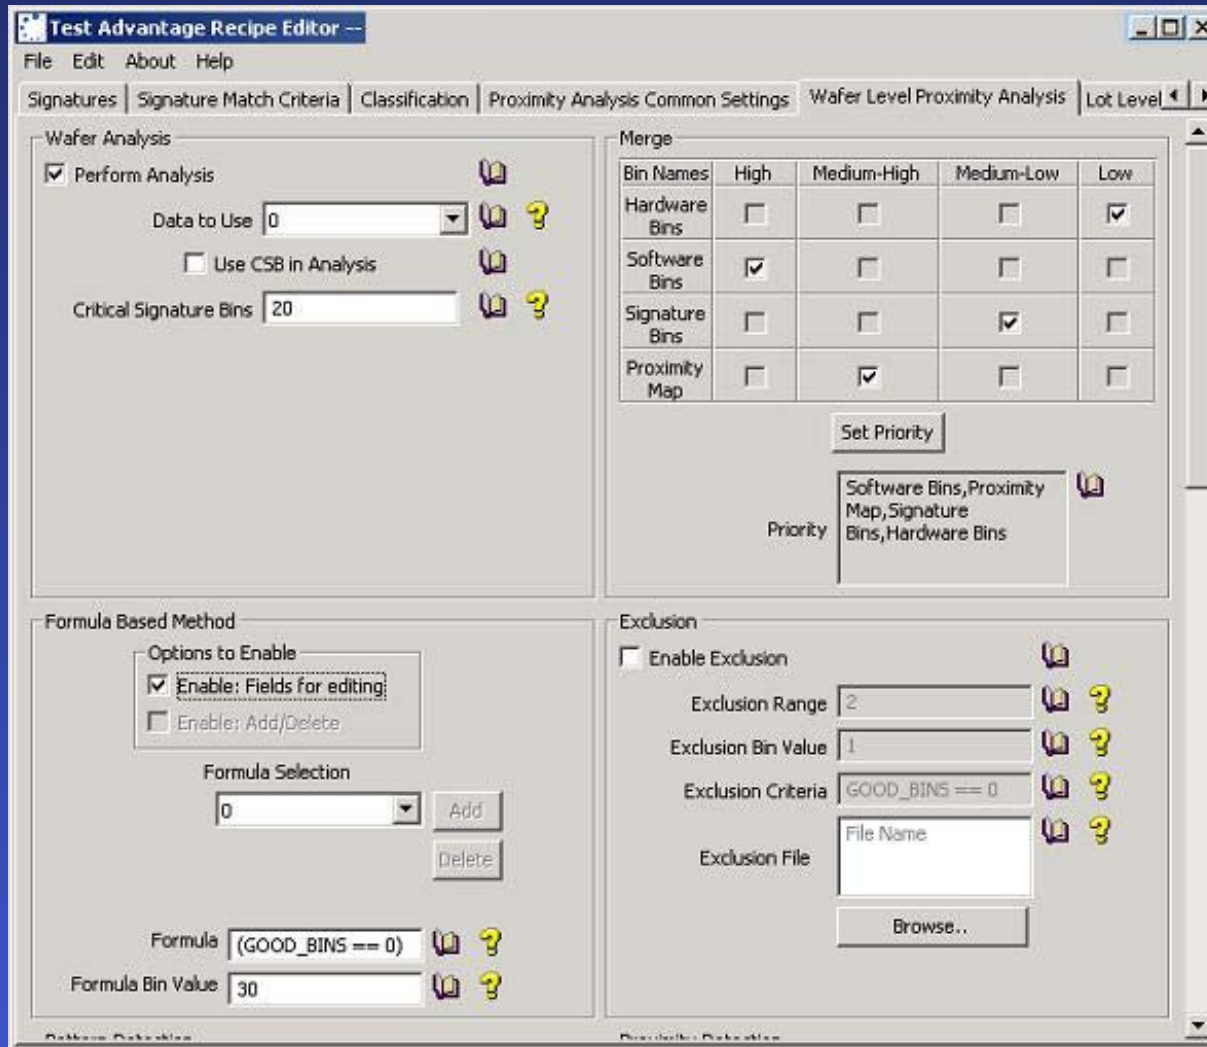 Test Advantage Recipe Editor --
File Edit About Help
Signatures Signature Match Criteria Classification Proximity Analysis Common Settings Wafer Level Proximity Analysis Lot Level
Wafer Analysis
Perform Analysis
Data to Use 0
Use CSB in Analysis
Critical Signature Bins 20
Merge
Bin Names High Medium-High Medium-Low Low
Hardware
Bins
Software
Bins
Signature
Bins
Proximity
Map
Set Priority
Priority
Software Bins,Proximity
Map,Signature
Bins,Hardware Bins
Formula Based Method
Options to Enable
Enable: Fields for editing
Enable: Add/Delete
Formula Selection
0 Add
Delete
Formula (GOOD_BINS == 0)
Formula Bin Value 30
Exclusion
Enable Exclusion
Exclusion Range 2
Exclusion Bin Value 1
Exclusion Criteria GOOD_BINS == 0
Exclusion File File Name
Browse..
Pattern Detection
Proximity Detection